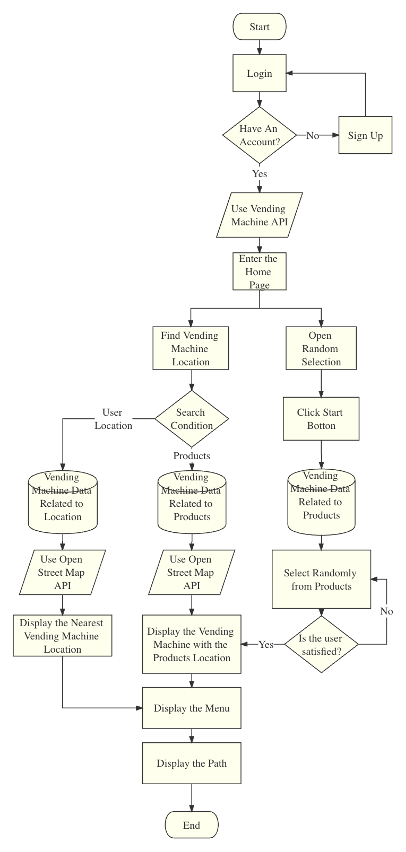 Start
Login
Have An
Account?
No
Sign Up
Yes
Use Vending
Machine API
Enter the
Home
Page
Find Vending
Machine
Location
Open
Random
Selection
User
Location
Search
Condition
Click Start
Botton
Products
Vending
Machine Data
Related to
Location
Vending
Machine Data
Related to
Products
Vending
Machine Data
Related to
Products
Use Open
Street Map
API
Use Open
Street Map
API
Select Randomly
from Products
No
Display the Nearest
Vending Machine
Location
Display the Vending
Machine with the
Products Location
Yes
Is the user
satisfied?
Display the Menu
Display the Path
End